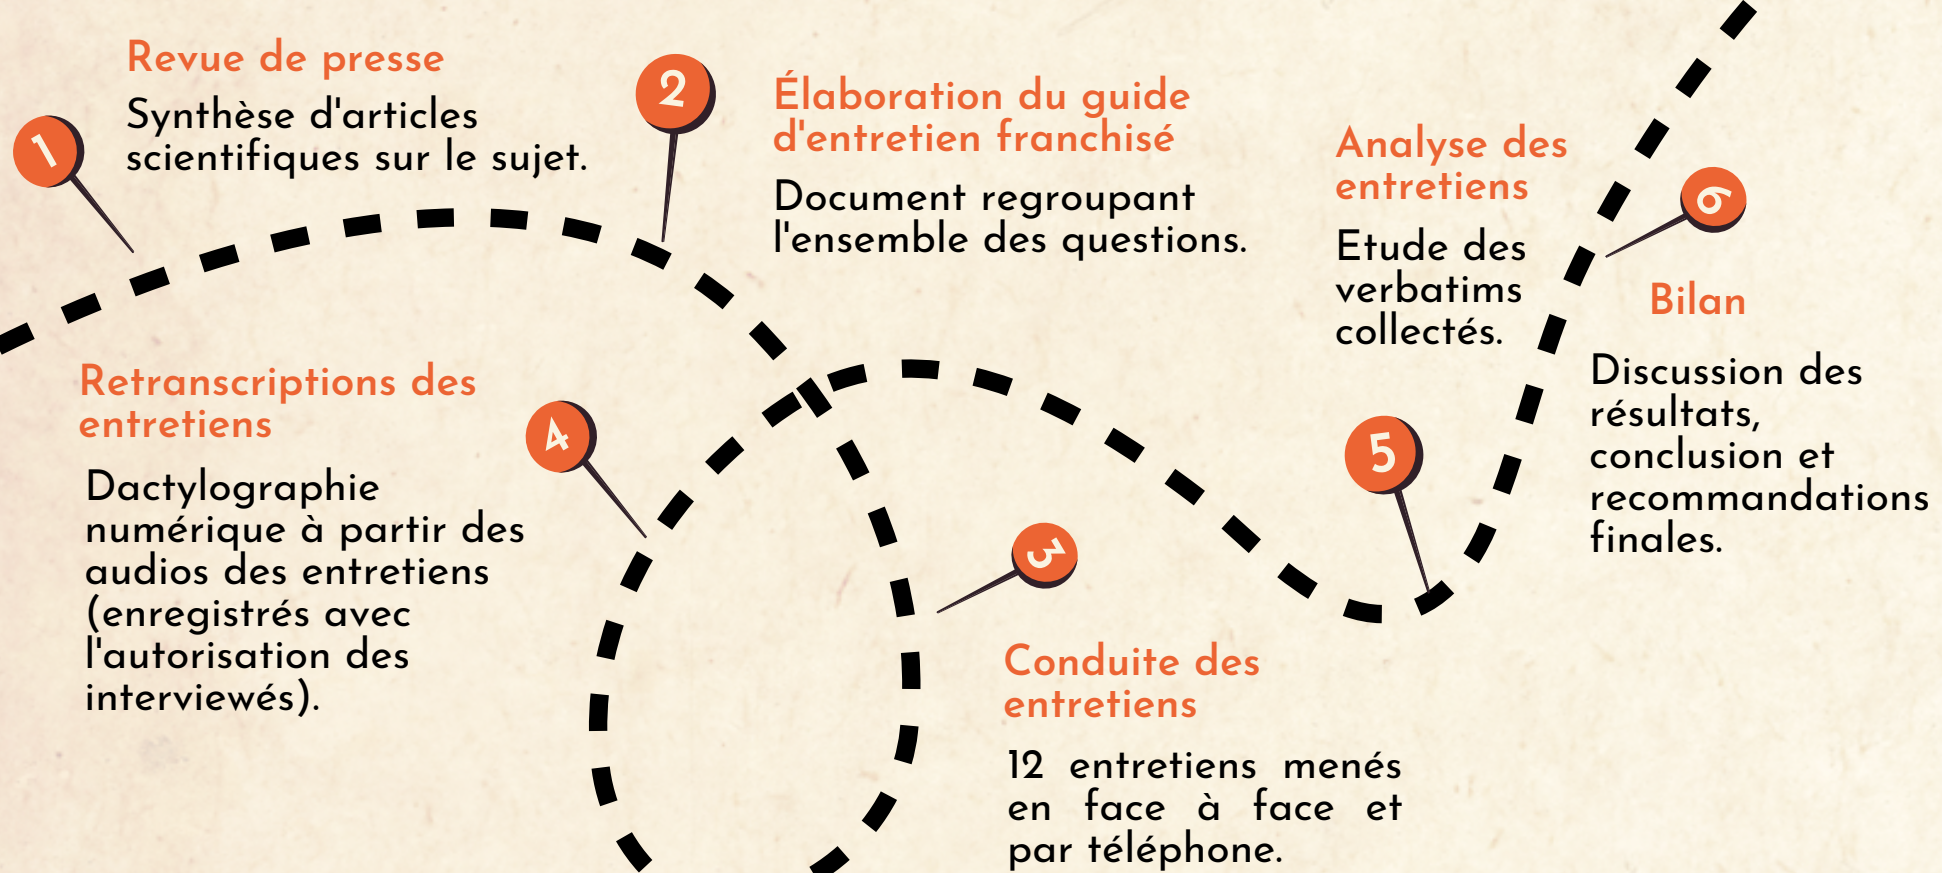 1
Revue de presse
Synthèse d'articles
scientifiques sur le sujet.
2
Élaboration du guide
d'entretien franchisé
Document regroupant
l'ensemble des questions.
3
Conduite des
entretiens
12 entretiens menés
en face à face et
par téléphone.
4
Retranscriptions des
entretiens
Dactylographie
numérique à partir des
audios des entretiens
(enregistrés avec
l'autorisation des
interviewés).
5
Analyse des
entretiens
Etude des
verbatims
collectés.
6
Bilan
Discussion des
résultats,
conclusion et
recommandations
finales.